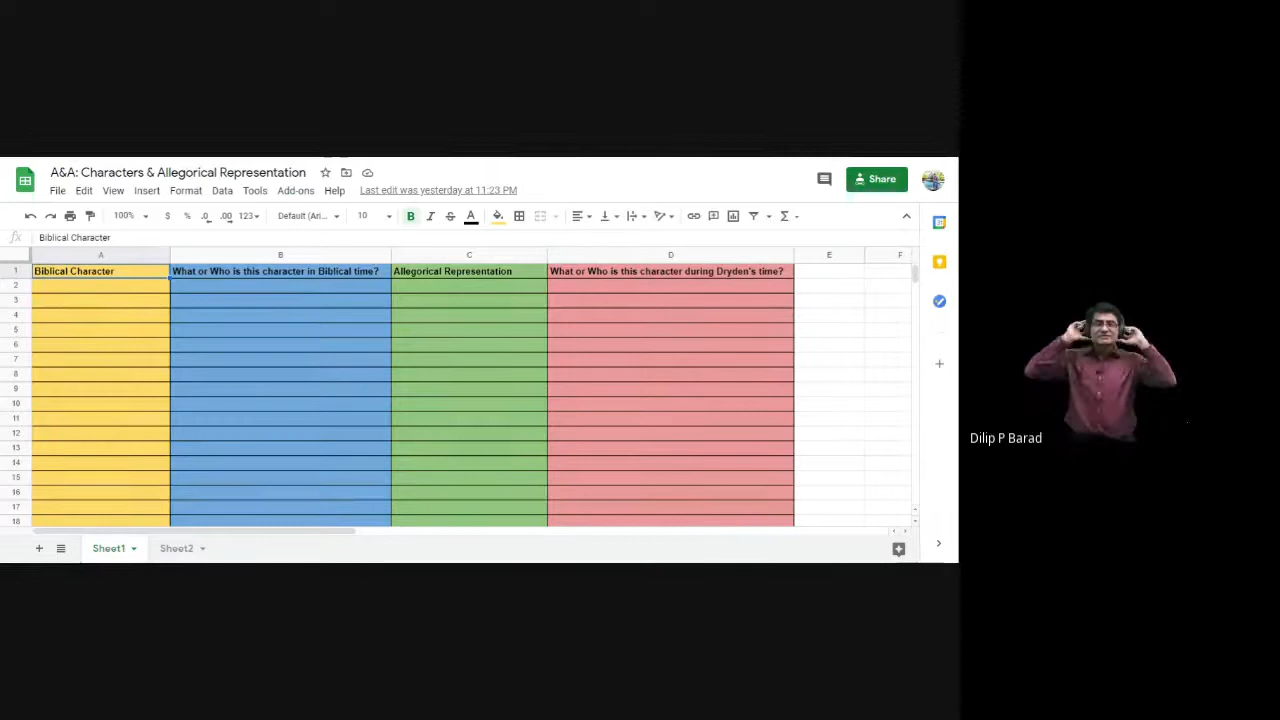 A&A: Characters & Allegorical Representation
File Edit View Insert Format Data Tools Add-ons Help Last edit was yesterday at 11:23 PM
Share
100% $ % .0 .00 123 Default (Ari... 10 B I S A Σ
fx Biblical Character
A B C D E F
1 Biblical Character What or Who is this character in Biblical time? Allegorical Representation What or Who is this character during Dryden's time?
2
3
4
5
6
7
8
9
10
11
12
13
14
15
16
17
18
Sheet1 Sheet2
Dilip P Barad